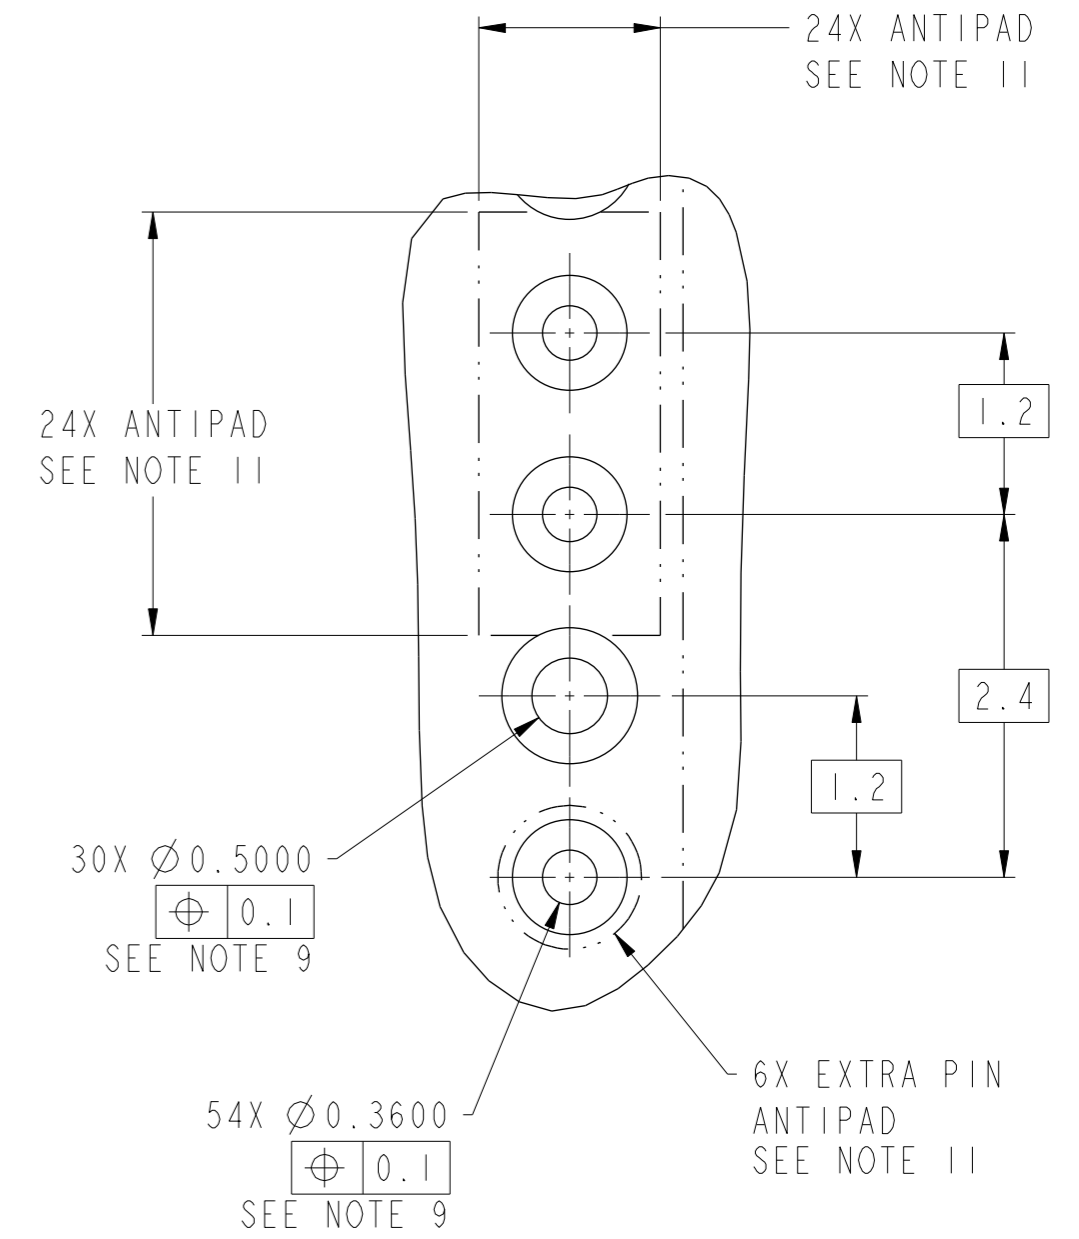 24X ANTIPAD
SEE NOTE 11
24X ANTIPAD
SEE NOTE 11
1.2
2.4
1.2
30X ∅0.5000
⌖ 0.1
SEE NOTE 9
6X EXTRA PIN
ANTIPAD
SEE NOTE 11
54X ∅0.3600
⌖ 0.1
SEE NOTE 9